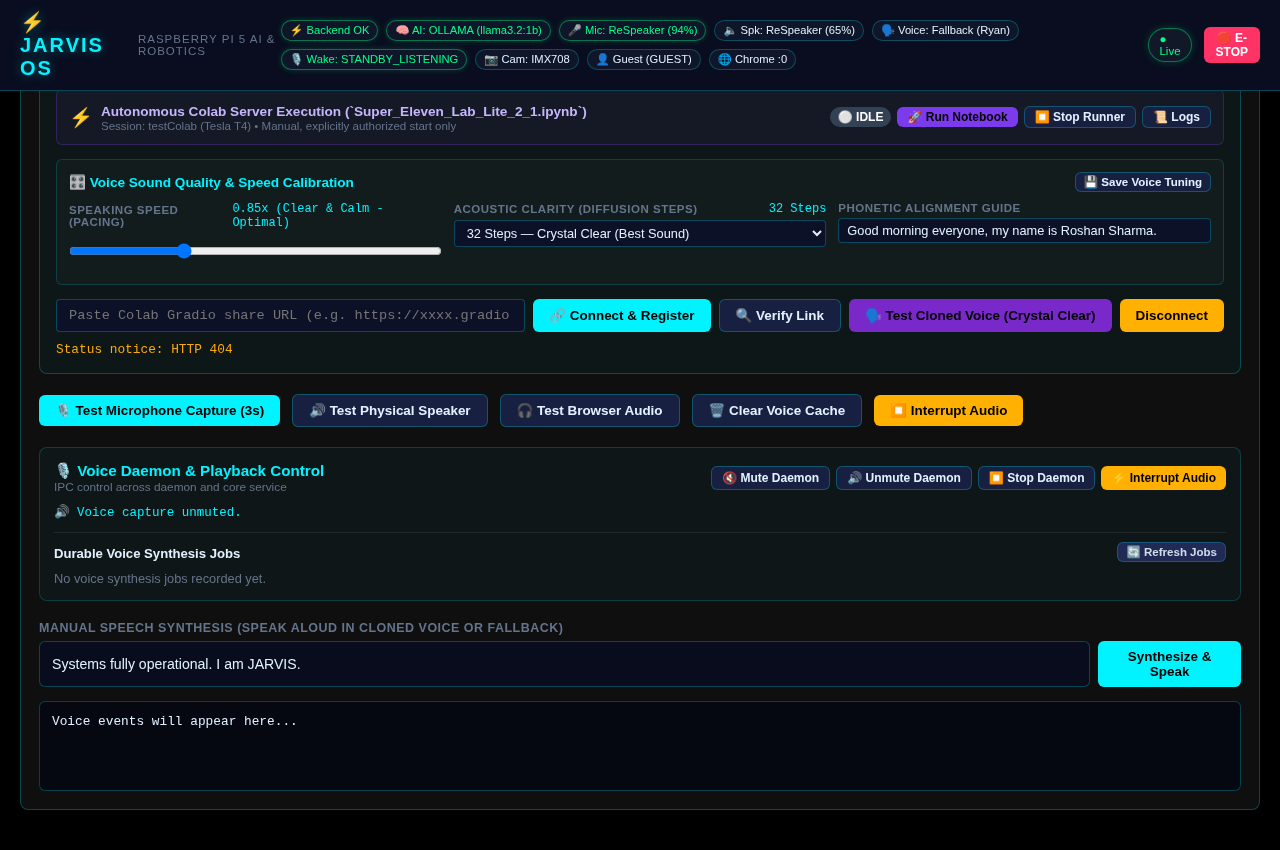 ⚡
JARVIS
OS
RASPBERRY PI 5 AI &
ROBOTICS
⚡ Backend OK
🧠 AI: OLLAMA (llama3.2:1b)
🎤 Mic: ReSpeaker (94%)
🔈 Spk: ReSpeaker (65%)
🗣️ Voice: Fallback (Ryan)
🎙️ Wake: STANDBY_LISTENING
📷 Cam: IMX708
👤 Guest (GUEST)
🌐 Chrome :0
●
Live
🛑 E-
STOP
⚡ Autonomous Colab Server Execution (`Super_Eleven_Lab_Lite_2_1.ipynb`)
Session: testColab (Tesla T4) • Manual, explicitly authorized start only
⚪ IDLE
🚀 Run Notebook
⏹️ Stop Runner
📜 Logs
🎛️ Voice Sound Quality & Speed Calibration
💾 Save Voice Tuning
SPEAKING SPEED
(PACING)
0.85x (Clear & Calm -
Optimal)
ACOUSTIC CLARITY (DIFFUSION STEPS)
32 Steps
32 Steps — Crystal Clear (Best Sound)
PHONETIC ALIGNMENT GUIDE
Good morning everyone, my name is Roshan Sharma.
Paste Colab Gradio share URL (e.g. https://xxxx.gradio
🔗 Connect & Register
🔍 Verify Link
🗣️ Test Cloned Voice (Crystal Clear)
Disconnect
Status notice: HTTP 404
🎙️ Test Microphone Capture (3s)
🔊 Test Physical Speaker
🎧 Test Browser Audio
🗑️ Clear Voice Cache
⏹️ Interrupt Audio
🎙️ Voice Daemon & Playback Control
IPC control across daemon and core service
🔇 Mute Daemon
🔊 Unmute Daemon
⏹️ Stop Daemon
⚡ Interrupt Audio
🔊 Voice capture unmuted.
Durable Voice Synthesis Jobs
🔄 Refresh Jobs
No voice synthesis jobs recorded yet.
MANUAL SPEECH SYNTHESIS (SPEAK ALOUD IN CLONED VOICE OR FALLBACK)
Systems fully operational. I am JARVIS.
Synthesize &
Speak
Voice events will appear here...